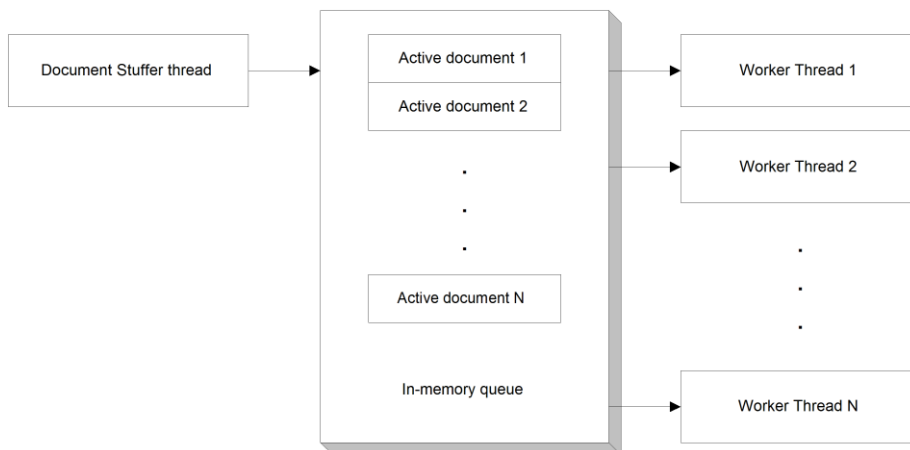 Document Stuffer thread
Active document 1
Active document 2
.
.
.
Active document N
In-memory queue
Worker Thread 1
Worker Thread 2
.
.
.
Worker Thread N